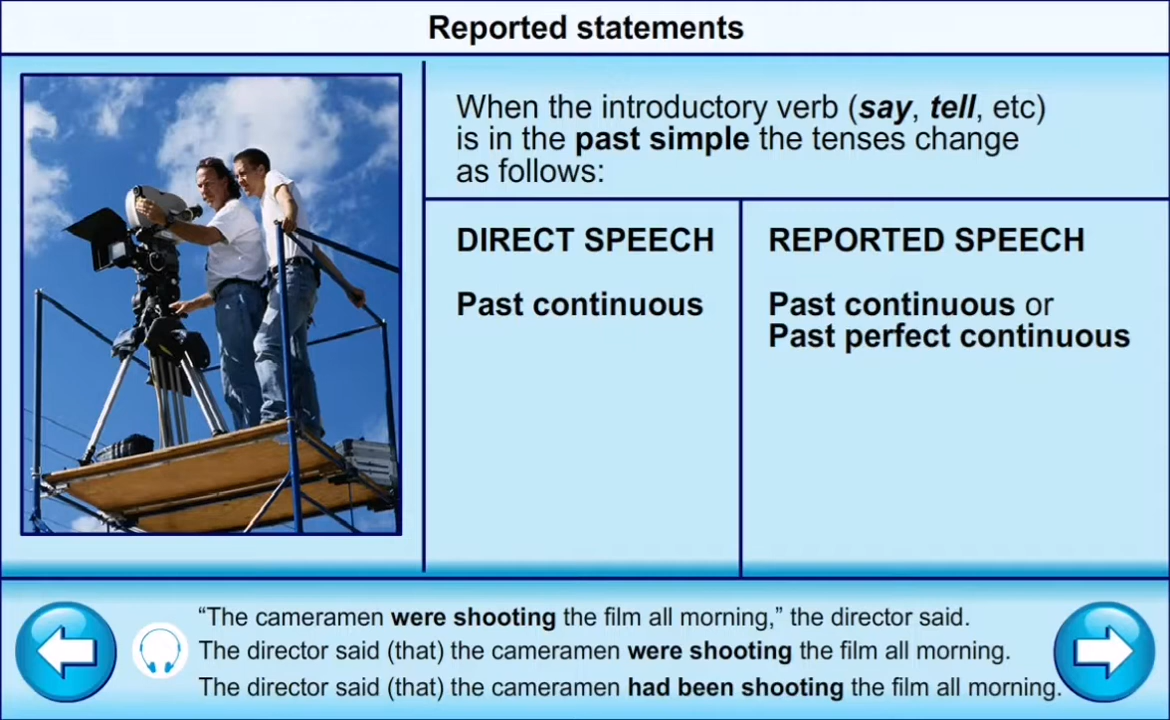 Reported statements
When the introductory verb (say, tell, etc)
is in the past simple the tenses change
as follows:
DIRECT SPEECH
Past continuous
REPORTED SPEECH
Past continuous or
Past perfect continuous
“The cameramen were shooting the film all morning,” the director said.
The director said (that) the cameramen were shooting the film all morning.
The director said (that) the cameramen had been shooting the film all morning.